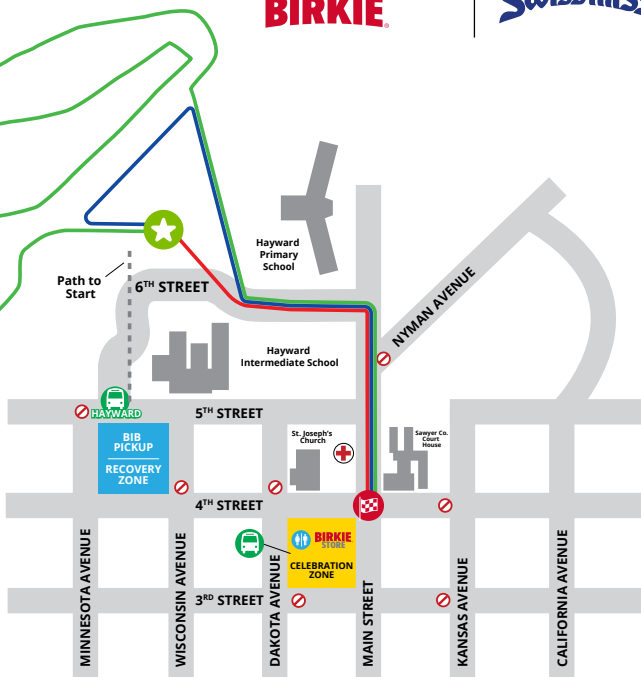 BIRKIE®
Hayward
Primary
School
Path to
Start
6TH STREET
NYMAN AVENUE
Hayward
Intermediate School
HAYWARD
5TH STREET
BIB
PICKUP
RECOVERY
ZONE
St. Joseph's
Church
Sawyer Co.
Court
House
4TH STREET
BIRKIE
STORE
CELEBRATION
ZONE
3RD STREET
MINNESOTA AVENUE
WISCONSIN AVENUE
DAKOTA AVENUE
MAIN STREET
KANSAS AVENUE
CALIFORNIA AVENUE